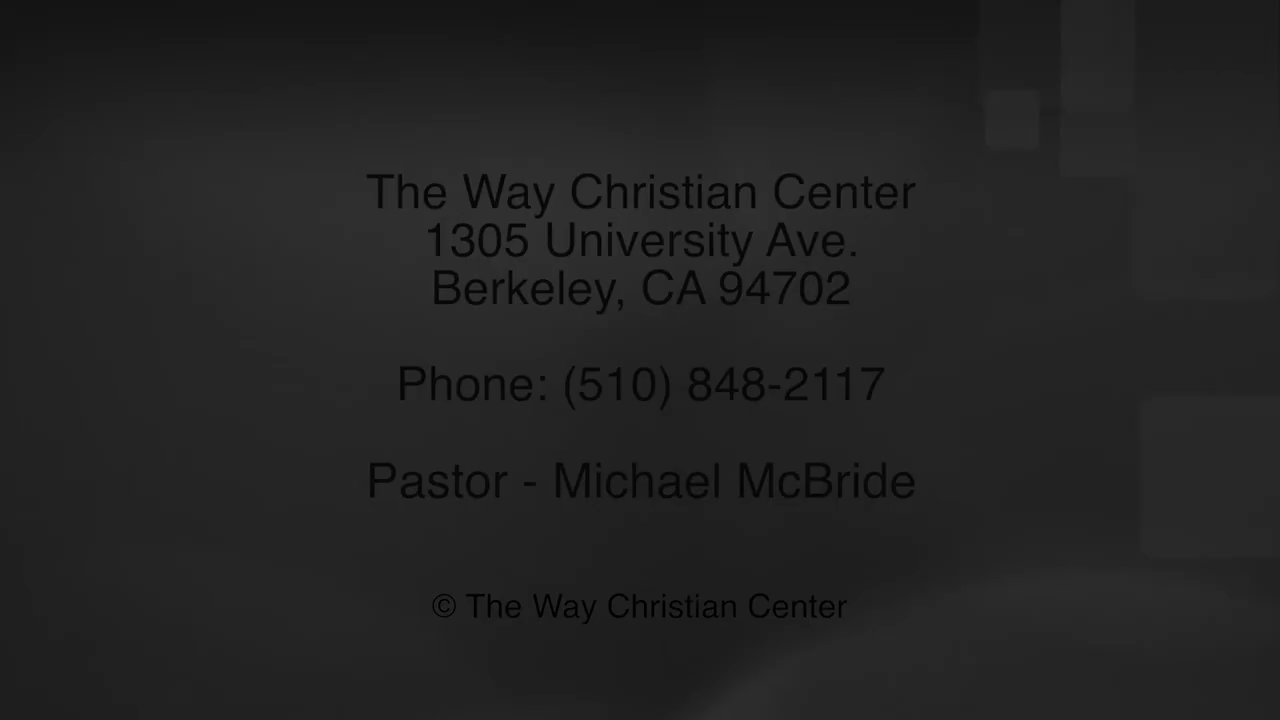 The Way Christian Center
1305 University Ave.
Berkeley, CA 94702
Phone: (510) 848-2117
Pastor - Michael McBride
© The Way Christian Center